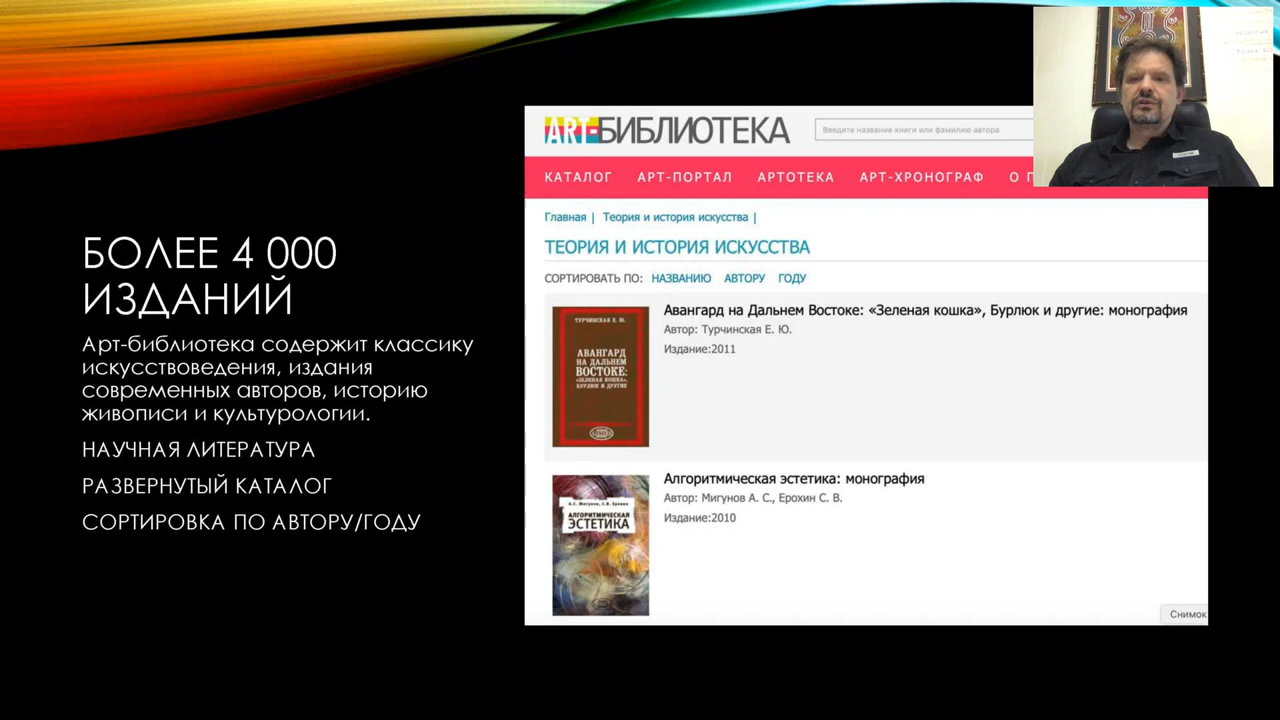 БОЛЕЕ 4 000
ИЗДАНИЙ
Арт-библиотека содержит классику
искусствоведения, издания
современных авторов, историю
живописи и культурологии.
НАУЧНАЯ ЛИТЕРАТУРА
РАЗВЕРНУТЫЙ КАТАЛОГ
СОРТИРОВКА ПО АВТОРУ/ГОДУ
ART-БИБЛИОТЕКА
Введите название книги или фамилию автора
КАТАЛОГ АРТ-ПОРТАЛ АРТОТЕКА АРТ-ХРОНОГРАФ О П
Главная | Теория и история искусства |
ТЕОРИЯ И ИСТОРИЯ ИСКУССТВА
СОРТИРОВАТЬ ПО: НАЗВАНИЮ АВТОРУ ГОДУ
ТУРЧИНСКАЯ Е. Ю.
АВАНГАРД
НА ДАЛЬНЕМ
ВОСТОКЕ:
«ЗЕЛЕНАЯ КОШКА»,
БУРЛЮК И ДРУГИЕ
Авангард на Дальнем Востоке: «Зеленая кошка», Бурлюк и другие: монография
Автор: Турчинская Е. Ю.
Издание:2011
А.С. Мигунов, С.В. Ерохин
АЛГОРИТМИЧЕСКАЯ
ЭСТЕТИКА
Алгоритмическая эстетика: монография
Автор: Мигунов А. С., Ерохин С. В.
Издание:2010
Снимок